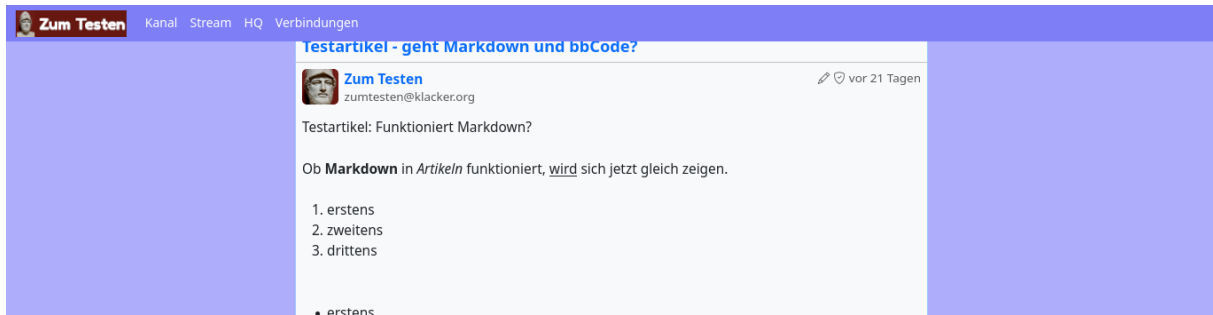 Zum Testen Kanal Stream HQ Verbindungen
Testartikel - geht Markdown und bbCode?
Zum Testen vor 21 Tagen
zumtesten@klacker.org
Testartikel: Funktioniert Markdown?
Ob Markdown in Artikeln funktioniert, wird sich jetzt gleich zeigen.
1. erstens
2. zweitens
3. drittens
• erstens